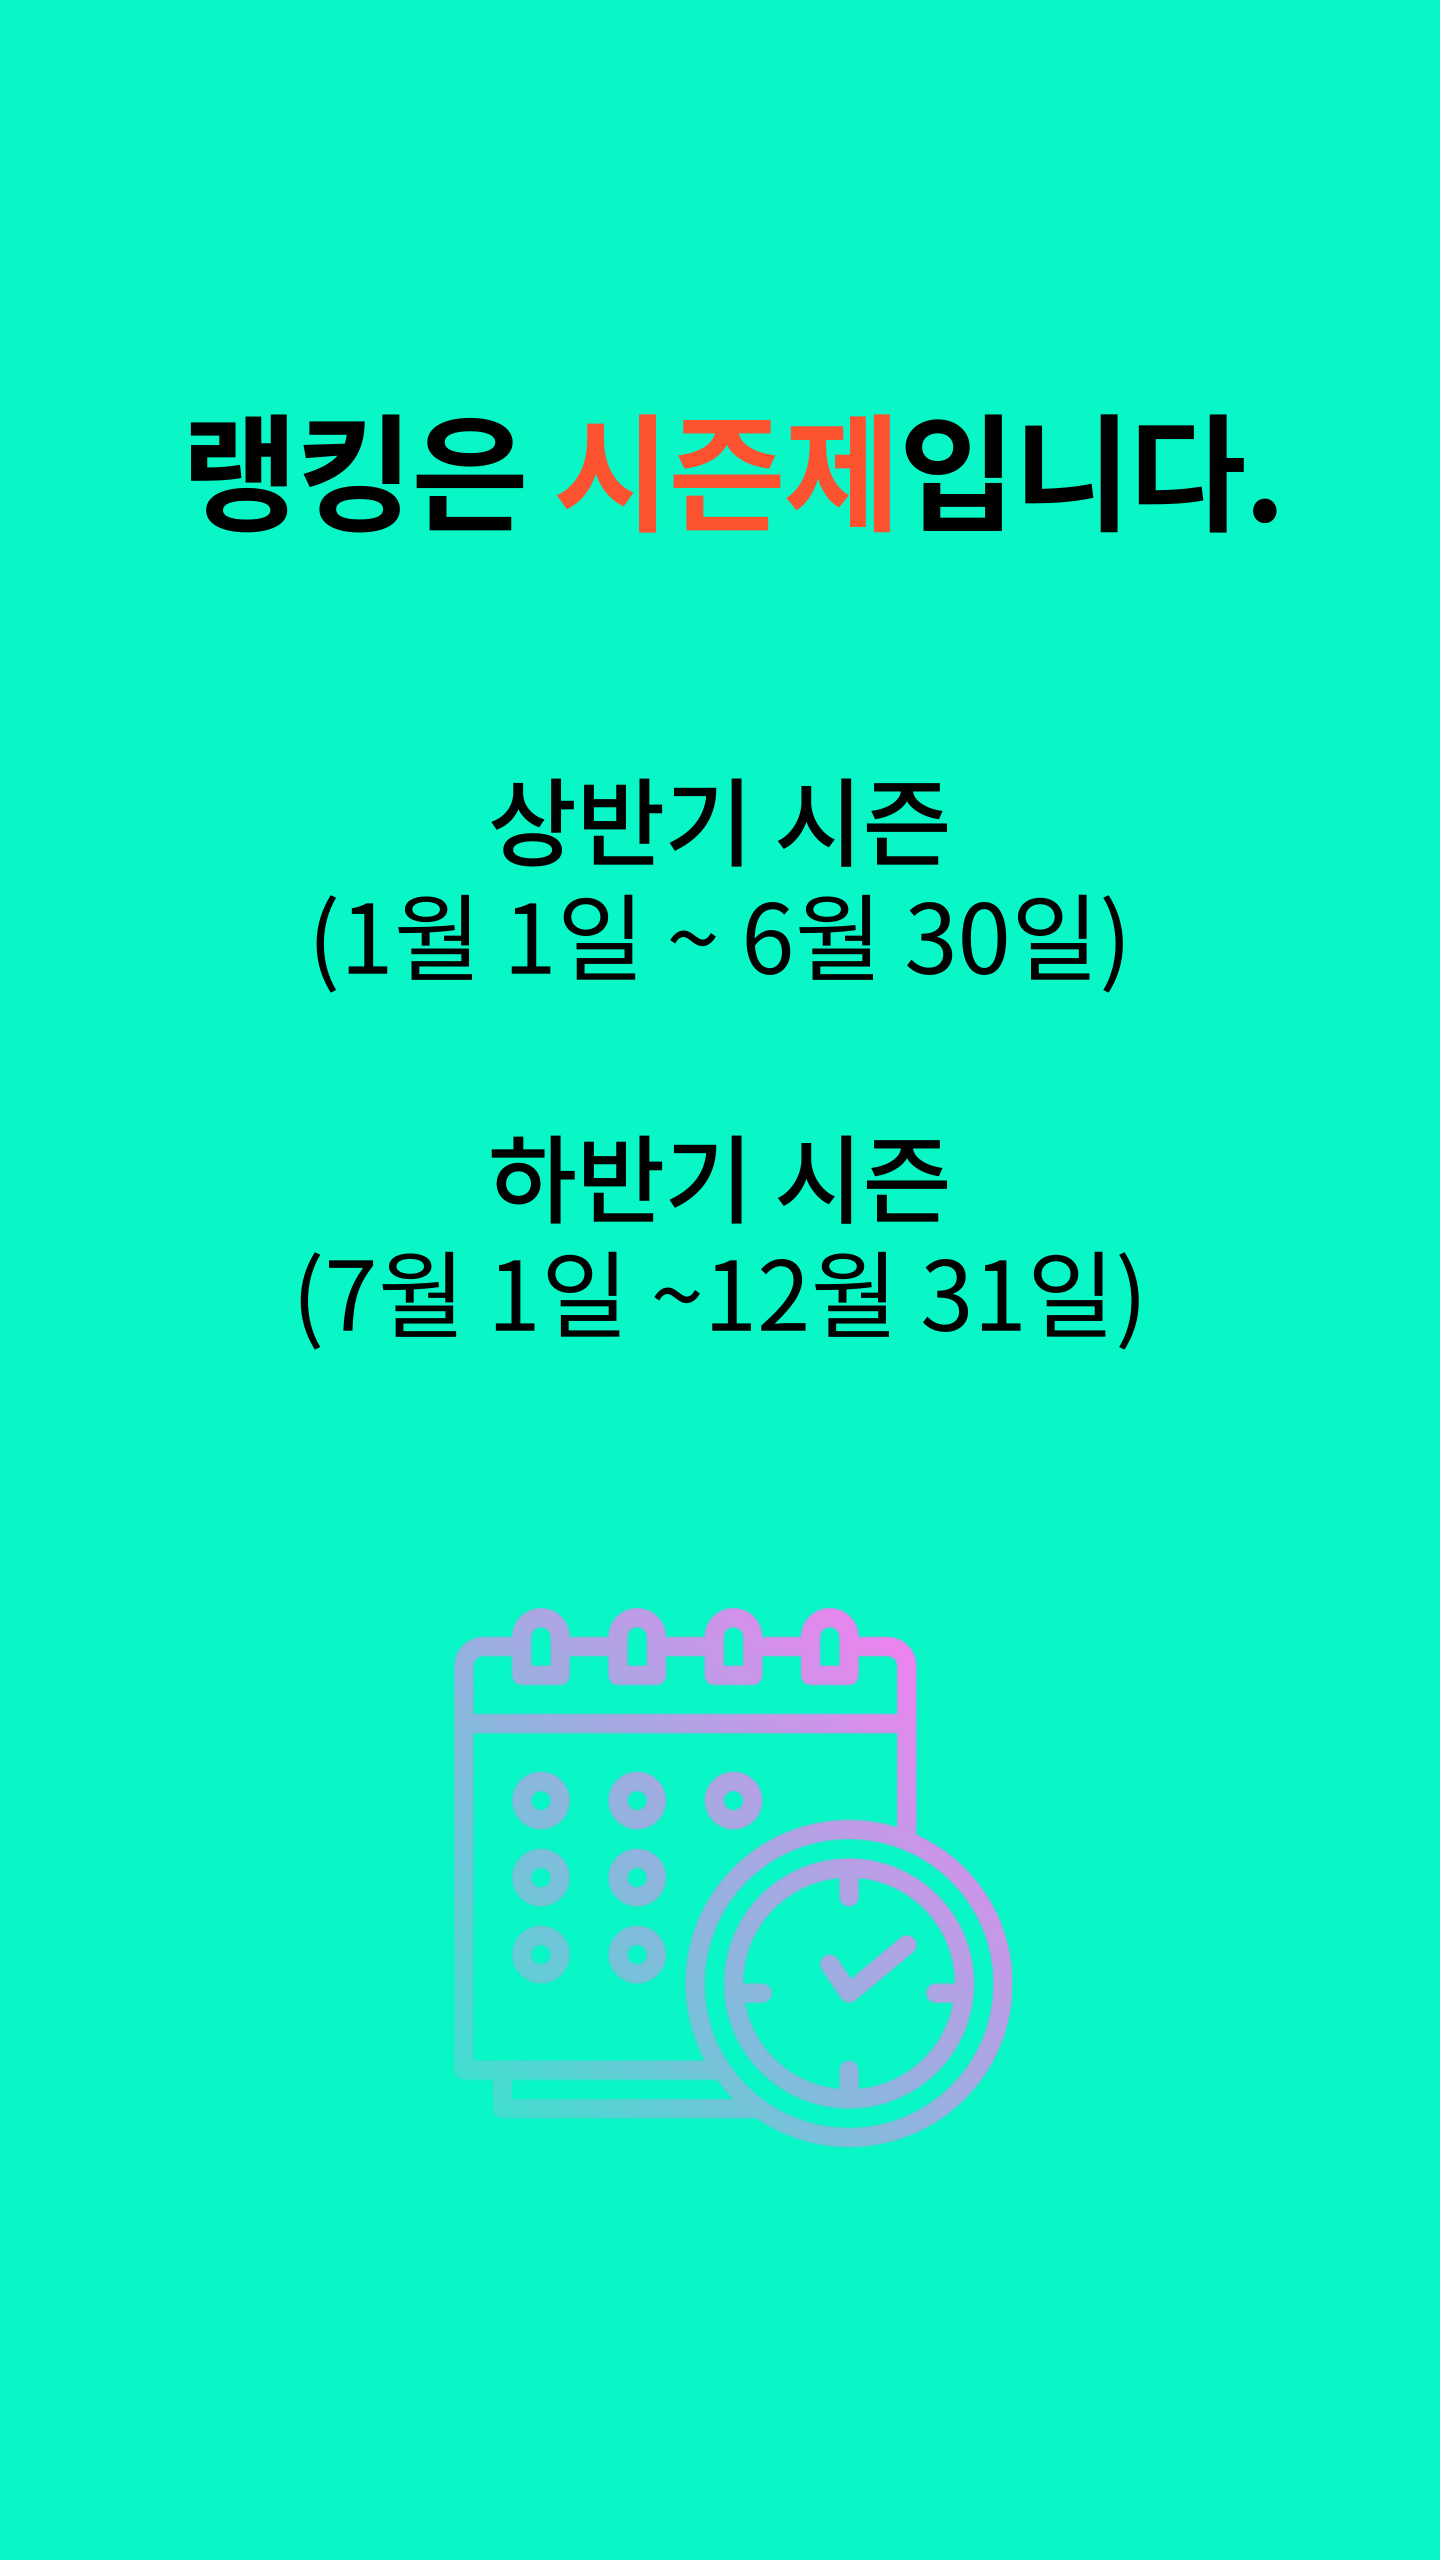 랭킹은 시즌제입니다.
상반기 시즌
(1월 1일 ~ 6월 30일)
하반기 시즌
(7월 1일 ~12월 31일)